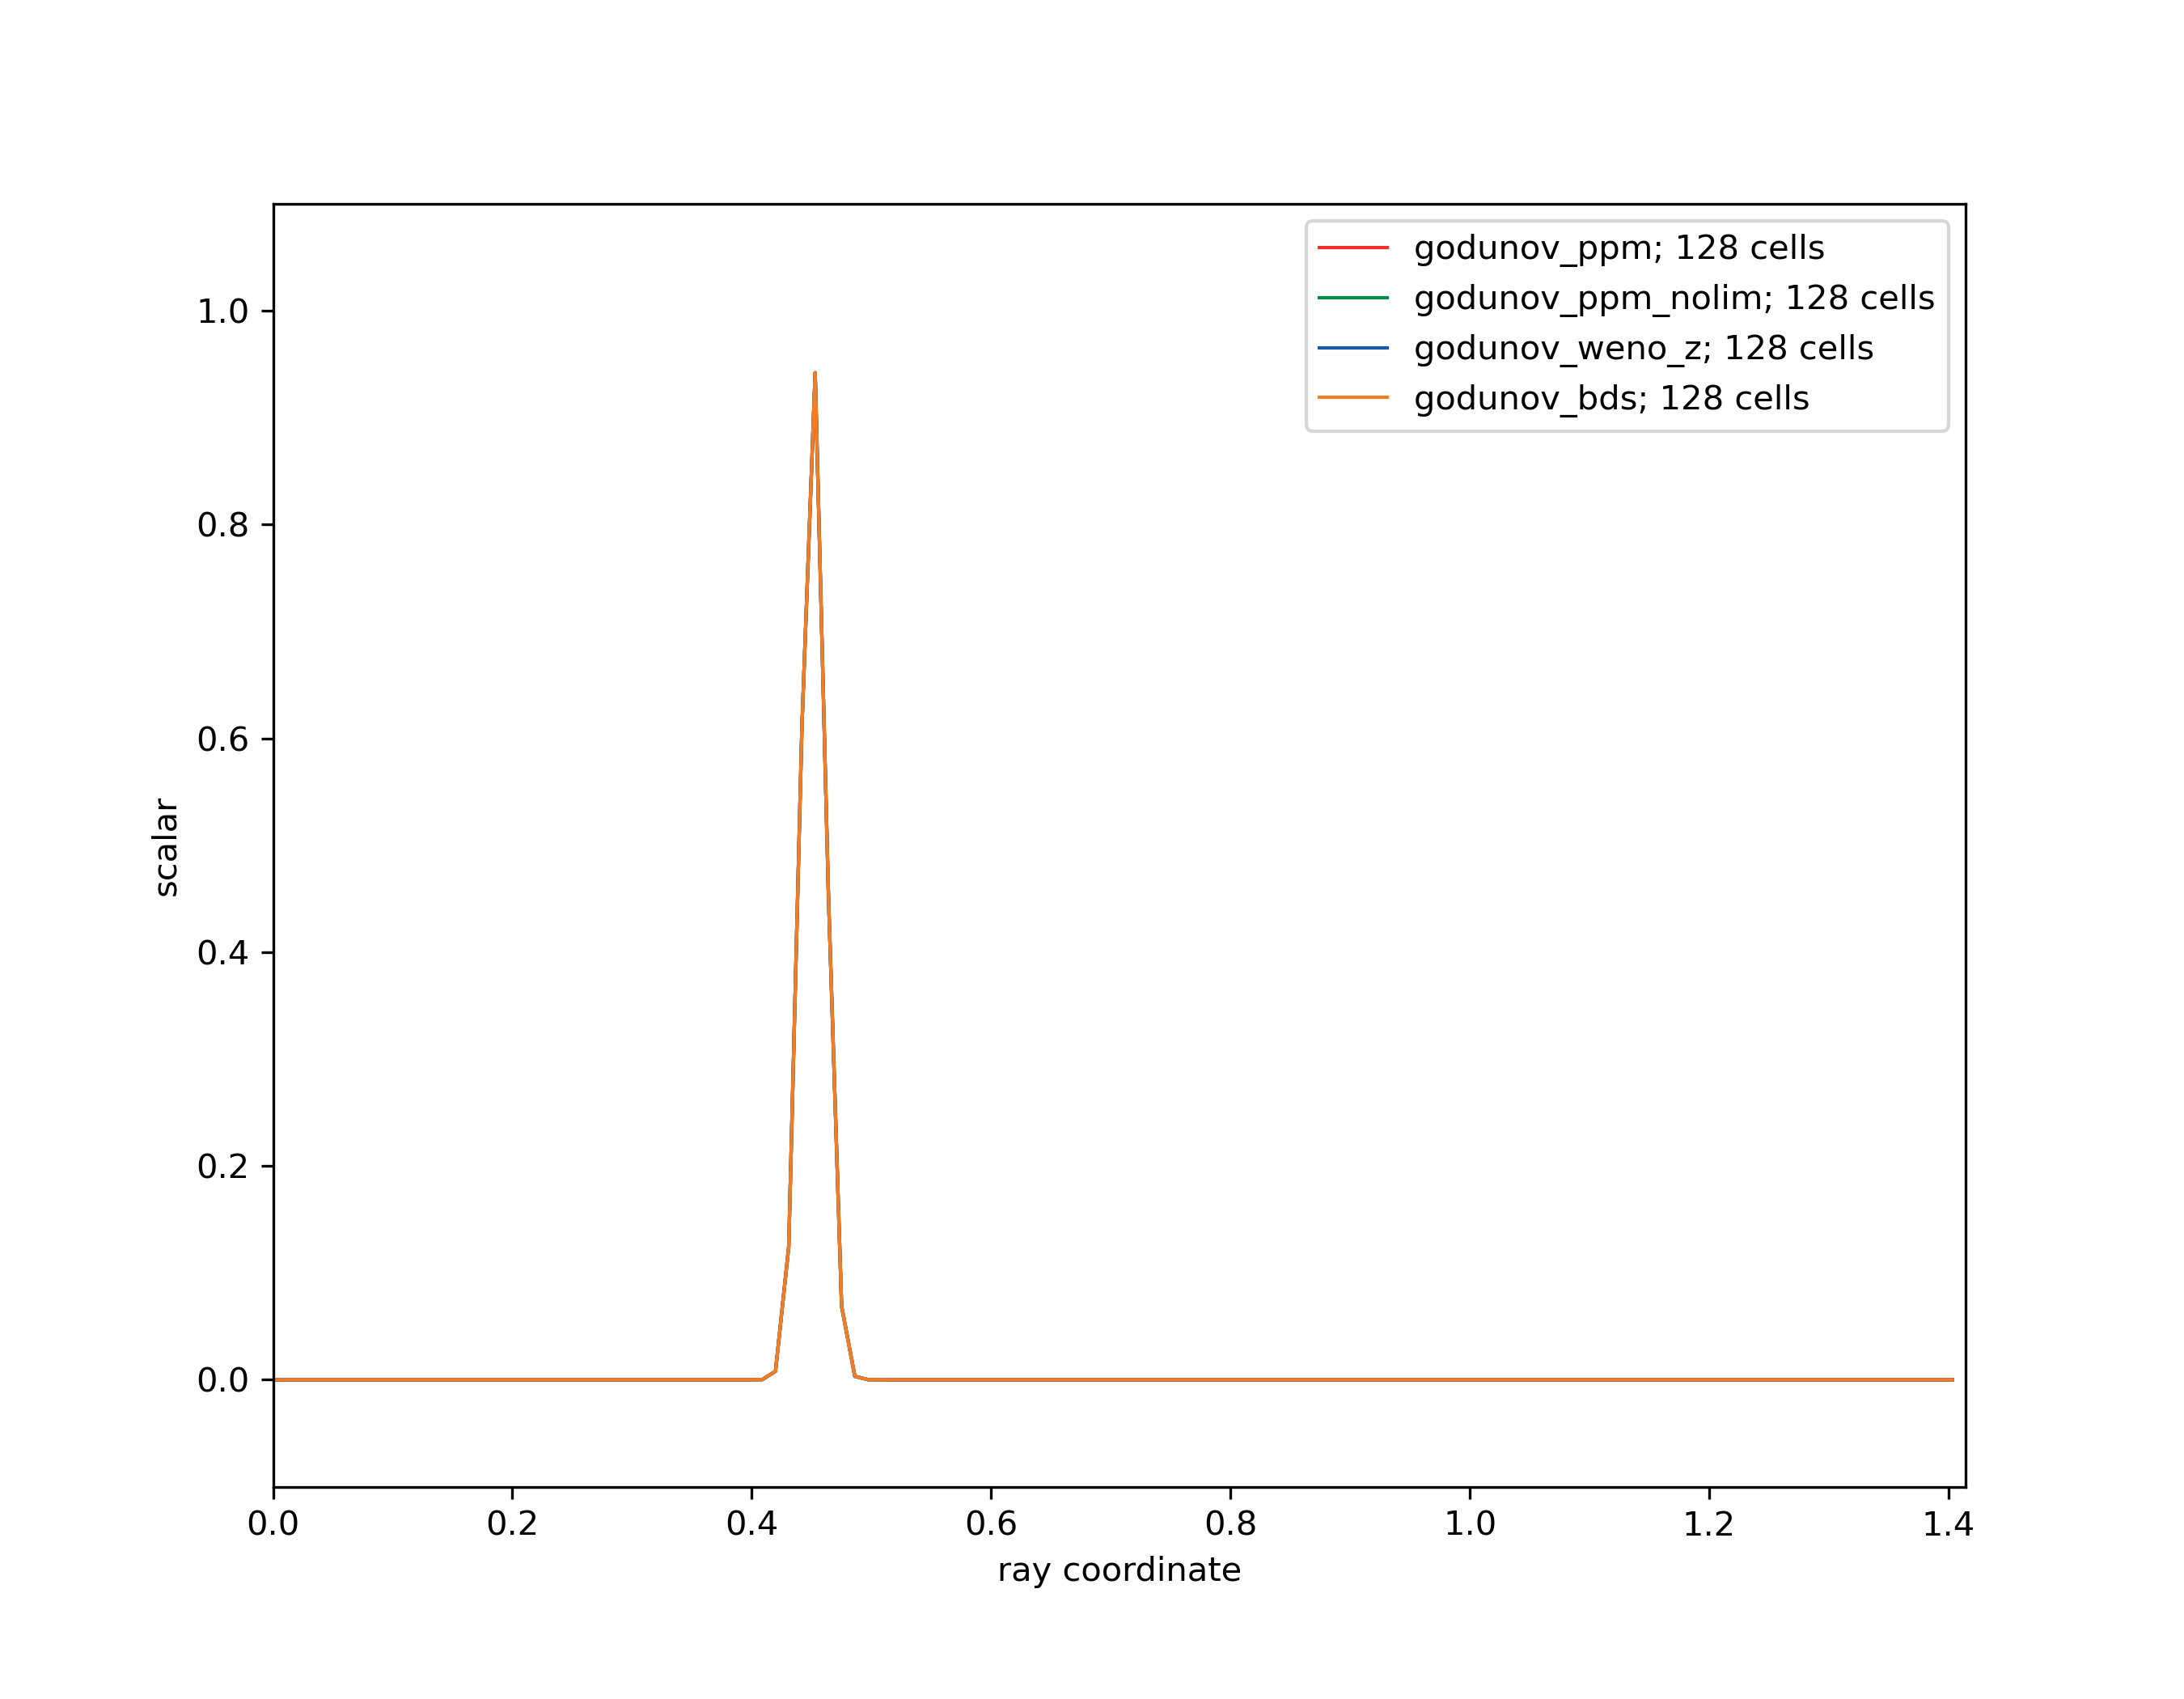 godunov_ppm; 128 cells
godunov_ppm_nolim; 128 cells
godunov_weno_z; 128 cells
godunov_bds; 128 cells
1.0
0.8
0.6
0.4
0.2
0.0
scalar
0.0 0.2 0.4 0.6 0.8 1.0 1.2 1.4
ray coordinate